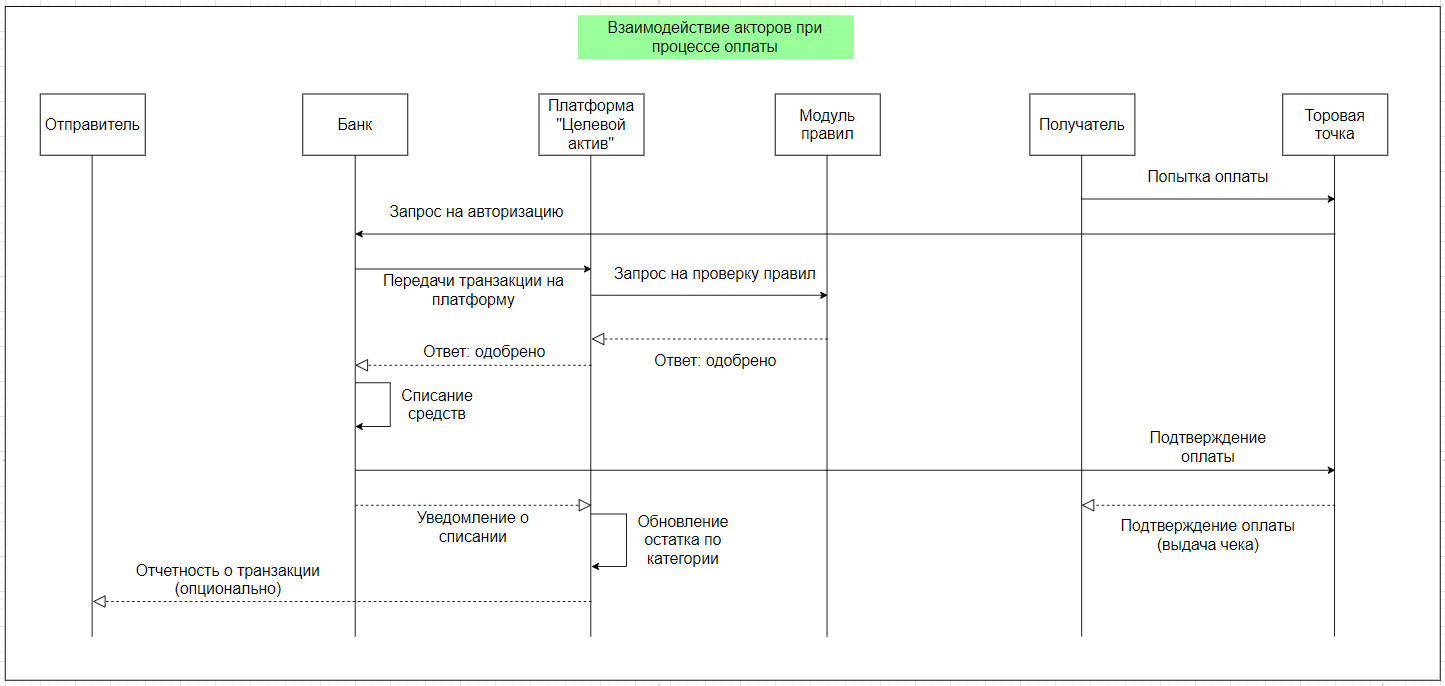 Взаимодействие акторов при
процессе оплаты
Отправитель
Банк
Платформа
"Целевой
актив"
Модуль
правил
Получатель
Торовая
точка
Попытка оплаты
Запрос на авторизацию
Передачи транзакции на
платформу
Запрос на проверку правил
Ответ: одобрено
Ответ: одобрено
Списание
средств
Подтверждение
оплаты
Уведомление о
списании
Обновление
остатка по
категории
Подтверждение оплаты
(выдача чека)
Отчетность о транзакции
(опционально)